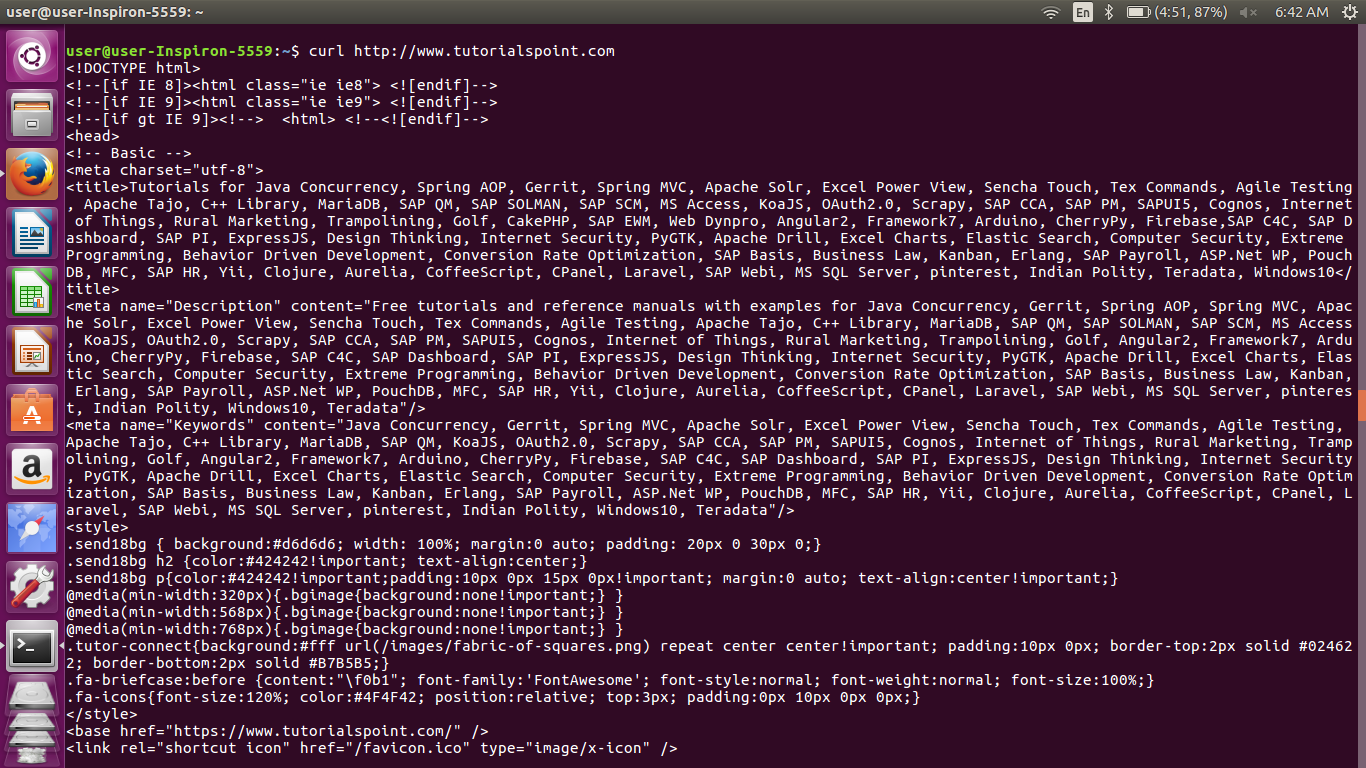 user@user-Inspiron-5559: ~
En
(4:51, 87%)
6:42 AM
user@user-Inspiron-5559:~$ curl http://www.tutorialspoint.com
<!DOCTYPE html>
<!--[if IE 8]><html class="ie ie8"> <![endif]-->
<!--[if IE 9]><html class="ie ie9"> <![endif]-->
<!--[if gt IE 9]><!-->  <html> <!--<![endif]-->
<head>
<!-- Basic -->
<meta charset="utf-8">
<title>Tutorials for Java Concurrency, Spring AOP, Gerrit, Spring MVC, Apache Solr, Excel Power View, Sencha Touch, Tex Commands, Agile Testing
, Apache Tajo, C++ Library, MariaDB, SAP QM, SAP SOLMAN, SAP SCM, MS Access, KoaJS, OAuth2.0, Scrapy, SAP CCA, SAP PM, SAPUI5, Cognos, Internet
 of Things, Rural Marketing, Trampolining, Golf, CakePHP, SAP EWM, Web Dynpro, Angular2, Framework7, Arduino, CherryPy, Firebase,SAP C4C, SAP D
ashboard, SAP PI, ExpressJS, Design Thinking, Internet Security, PyGTK, Apache Drill, Excel Charts, Elastic Search, Computer Security, Extreme
Programming, Behavior Driven Development, Conversion Rate Optimization, SAP Basis, Business Law, Kanban, Erlang, SAP Payroll, ASP.Net WP, Pouch
DB, MFC, SAP HR, Yii, Clojure, Aurelia, CoffeeScript, CPanel, Laravel, SAP Webi, MS SQL Server, pinterest, Indian Polity, Teradata, Windows10</
title>
<meta name="Description" content="Free tutorials and reference manuals with examples for Java Concurrency, Gerrit, Spring AOP, Spring MVC, Apac
he Solr, Excel Power View, Sencha Touch, Tex Commands, Agile Testing, Apache Tajo, C++ Library, MariaDB, SAP QM, SAP SOLMAN, SAP SCM, MS Access
, KoaJS, OAuth2.0, Scrapy, SAP CCA, SAP PM, SAPUI5, Cognos, Internet of Things, Rural Marketing, Trampolining, Golf, Angular2, Framework7, Ardu
ino, CherryPy, Firebase, SAP C4C, SAP Dashboard, SAP PI, ExpressJS, Design Thinking, Internet Security, PyGTK, Apache Drill, Excel Charts, Elas
tic Search, Computer Security, Extreme Programming, Behavior Driven Development, Conversion Rate Optimization, SAP Basis, Business Law, Kanban,
 Erlang, SAP Payroll, ASP.Net WP, PouchDB, MFC, SAP HR, Yii, Clojure, Aurelia, CoffeeScript, CPanel, Laravel, SAP Webi, MS SQL Server, pinteres
t, Indian Polity, Windows10, Teradata"/>
<meta name="Keywords" content="Java Concurrency, Gerrit, Spring MVC, Apache Solr, Excel Power View, Sencha Touch, Tex Commands, Agile Testing,
Apache Tajo, C++ Library, MariaDB, SAP QM, KoaJS, OAuth2.0, Scrapy, SAP CCA, SAP PM, SAPUI5, Cognos, Internet of Things, Rural Marketing, Tramp
olining, Golf, Angular2, Framework7, Arduino, CherryPy, Firebase, SAP C4C, SAP Dashboard, SAP PI, ExpressJS, Design Thinking, Internet Security
, PyGTK, Apache Drill, Excel Charts, Elastic Search, Computer Security, Extreme Programming, Behavior Driven Development, Conversion Rate Optim
ization, SAP Basis, Business Law, Kanban, Erlang, SAP Payroll, ASP.Net WP, PouchDB, MFC, SAP HR, Yii, Clojure, Aurelia, CoffeeScript, CPanel, L
aravel, SAP Webi, MS SQL Server, pinterest, Indian Polity, Windows10, Teradata"/>
<style>
.send18bg { background:#d6d6d6; width: 100%; margin:0 auto; padding: 20px 0 30px 0;}
.send18bg h2 {color:#424242!important; text-align:center;}
.send18bg p{color:#424242!important;padding:10px 0px 15px 0px!important; margin:0 auto; text-align:center!important;}
@media(min-width:320px){.bgimage{background:none!important;} }
@media(min-width:568px){.bgimage{background:none!important;} }
@media(min-width:768px){.bgimage{background:none!important;} }
.tutor-connect{background:#fff url(/images/fabric-of-squares.png) repeat center center!important; padding:10px 0px; border-top:2px solid #02462
2; border-bottom:2px solid #B7B5B5;}
.fa-briefcase:before {content:"\f0b1"; font-family:'FontAwesome'; font-style:normal; font-weight:normal; font-size:100%;}
.fa-icons{font-size:120%; color:#4F4F42; position:relative; top:3px; padding:0px 10px 0px 0px;}
</style>
<base href="https://www.tutorialspoint.com/" />
<link rel="shortcut icon" href="/favicon.ico" type="image/x-icon" />